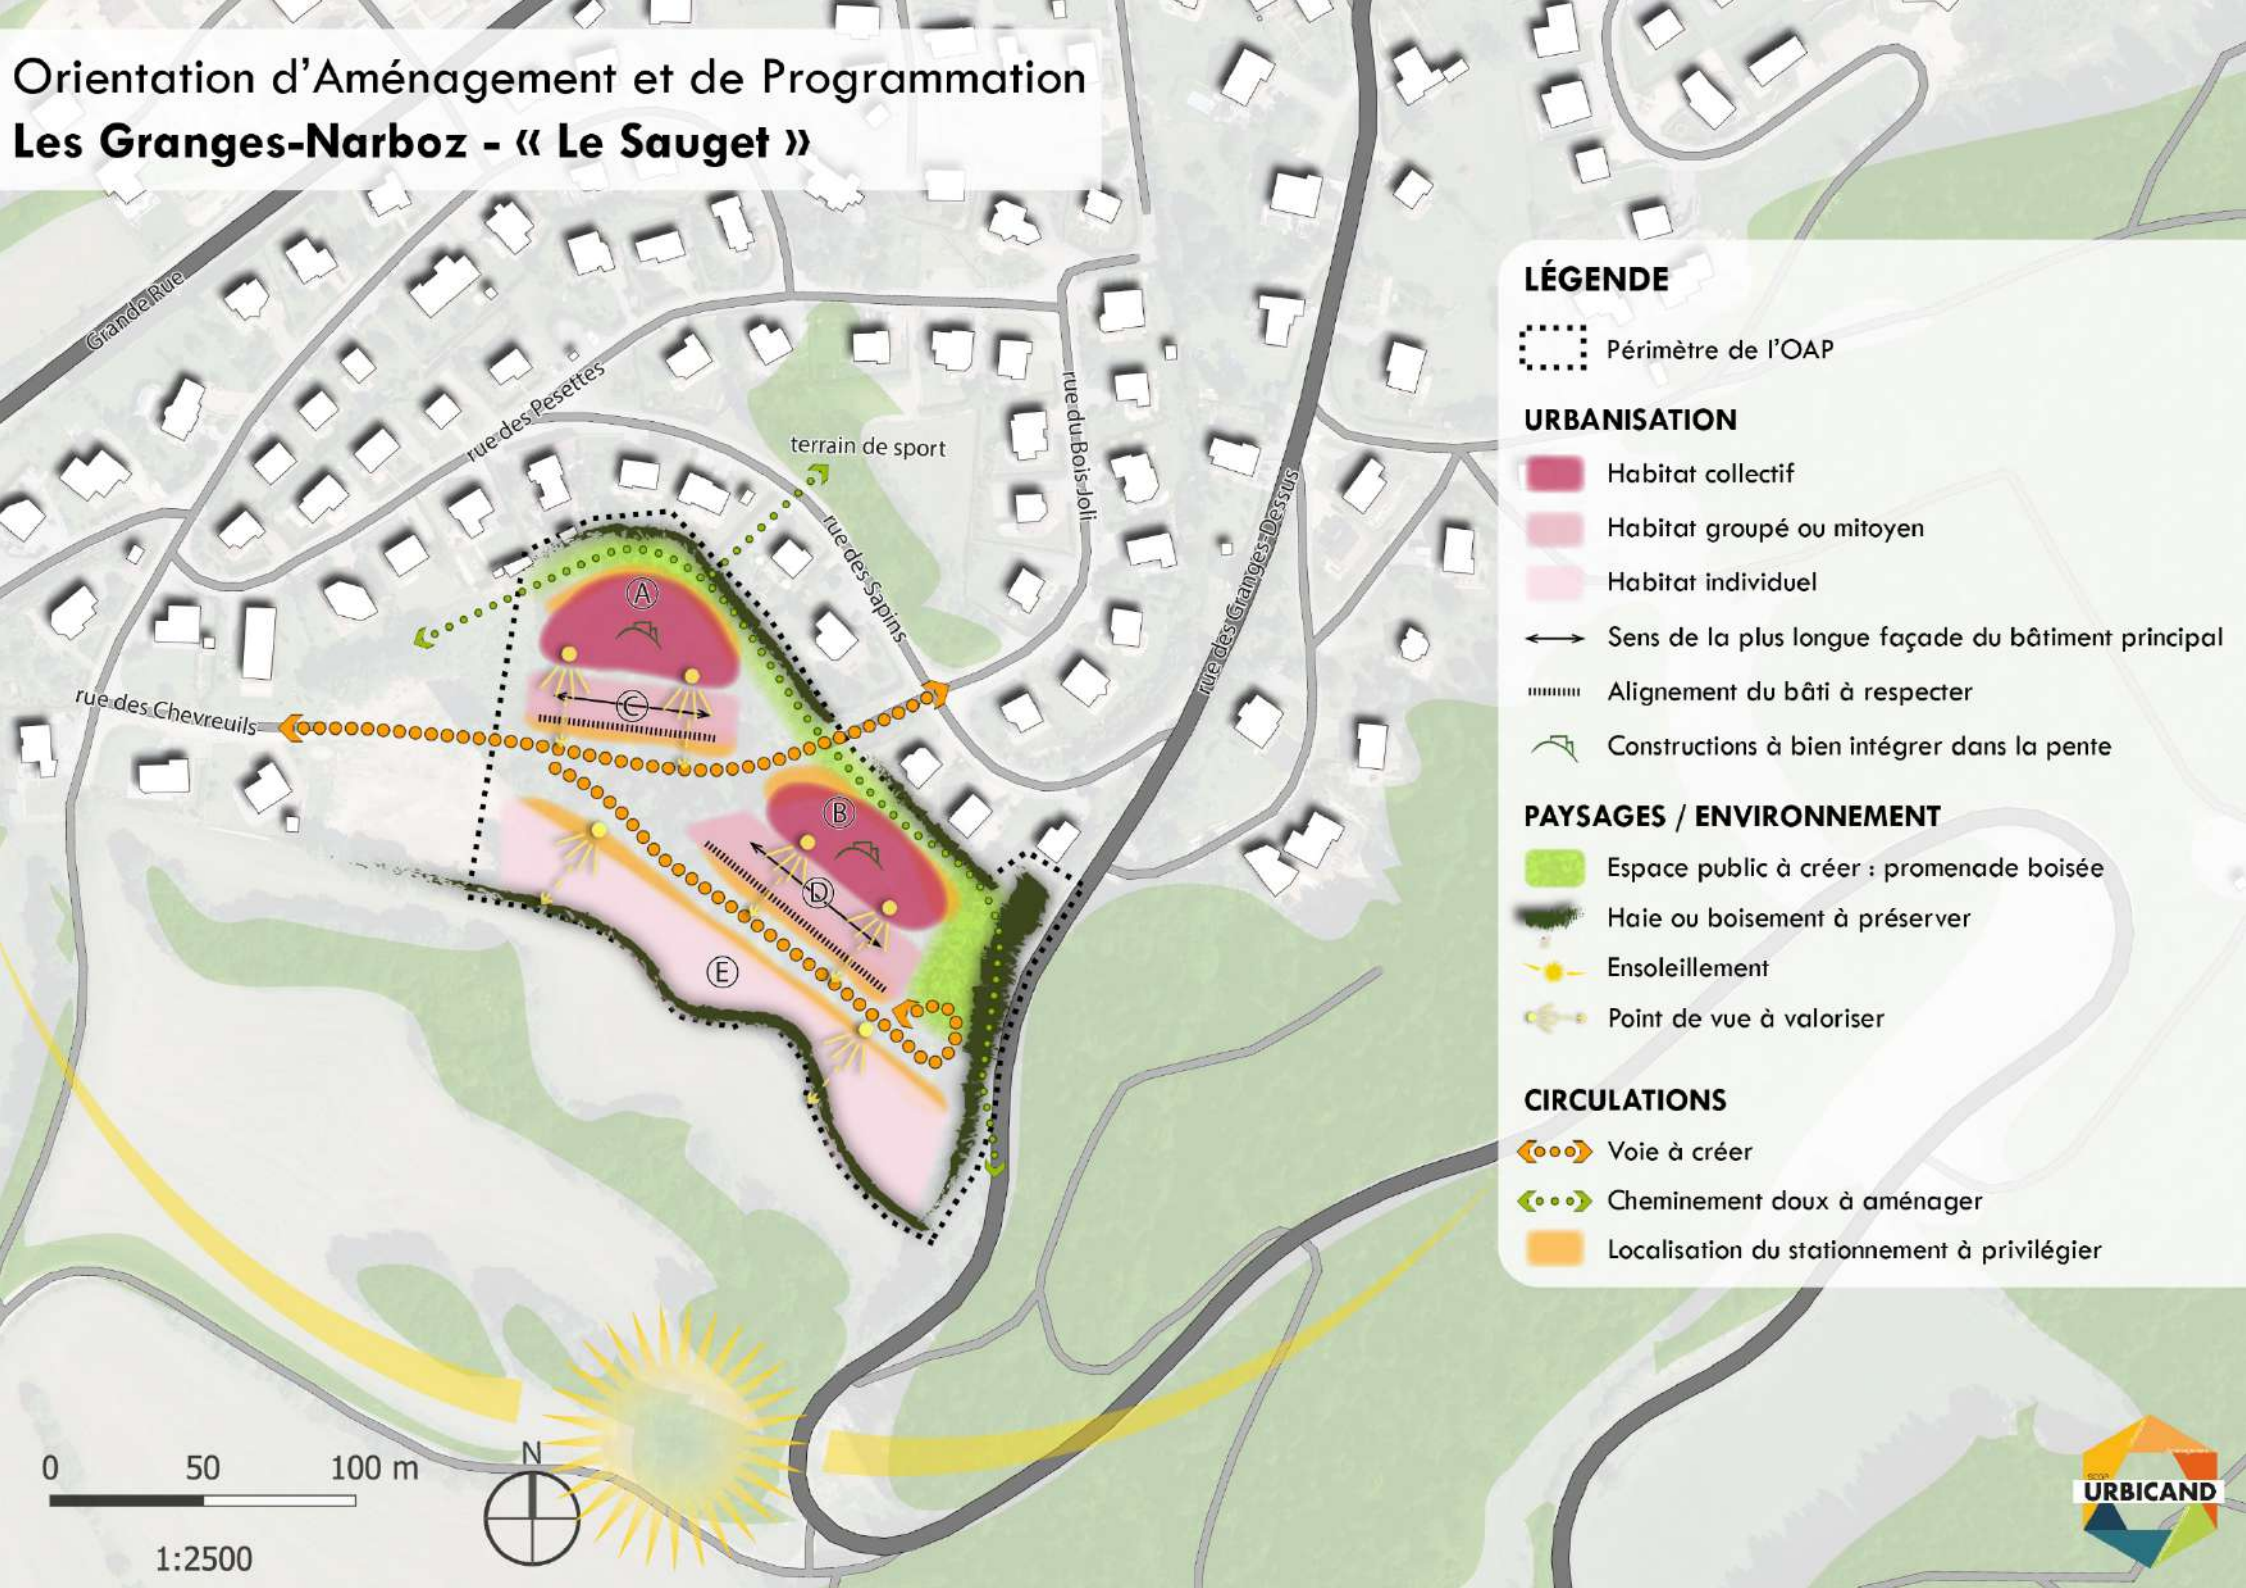 Orientation d'Aménagement et de Programmation
Les Granges-Narboz - « Le Sauget »
Grande Rue
rue des Pesettes
terrain de sport
rue du Bois Joli
rue des Sapins
rue des Granges-Dessus
rue des Chevreuils
A
C
B
D
E
LÉGENDE
Périmètre de l'OAP
URBANISATION
Habitat collectif
Habitat groupé ou mitoyen
Habitat individuel
Sens de la plus longue façade du bâtiment principal
Alignement du bâti à respecter
Constructions à bien intégrer dans la pente
PAYSAGES / ENVIRONNEMENT
Espace public à créer : promenade boisée
Haie ou boisement à préserver
Ensoleillement
Point de vue à valoriser
CIRCULATIONS
Voie à créer
Cheminement doux à aménager
Localisation du stationnement à privilégier
0 50 100 m
1:2500
N
SCOP
URBICAND